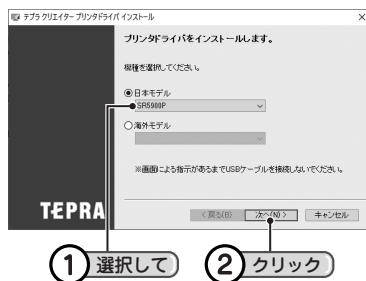 テプラ クリエイター プリンタドライバ インストール
プリンタドライバをインストールします。
機種を選択してください。
日本モデル
SR5900P
海外モデル
※画面による指示があるまでUSBケーブルを接続しないでください。
TEPRA
< 戻る(B)
次へ(N) >
キャンセル
① 選択して
② クリック